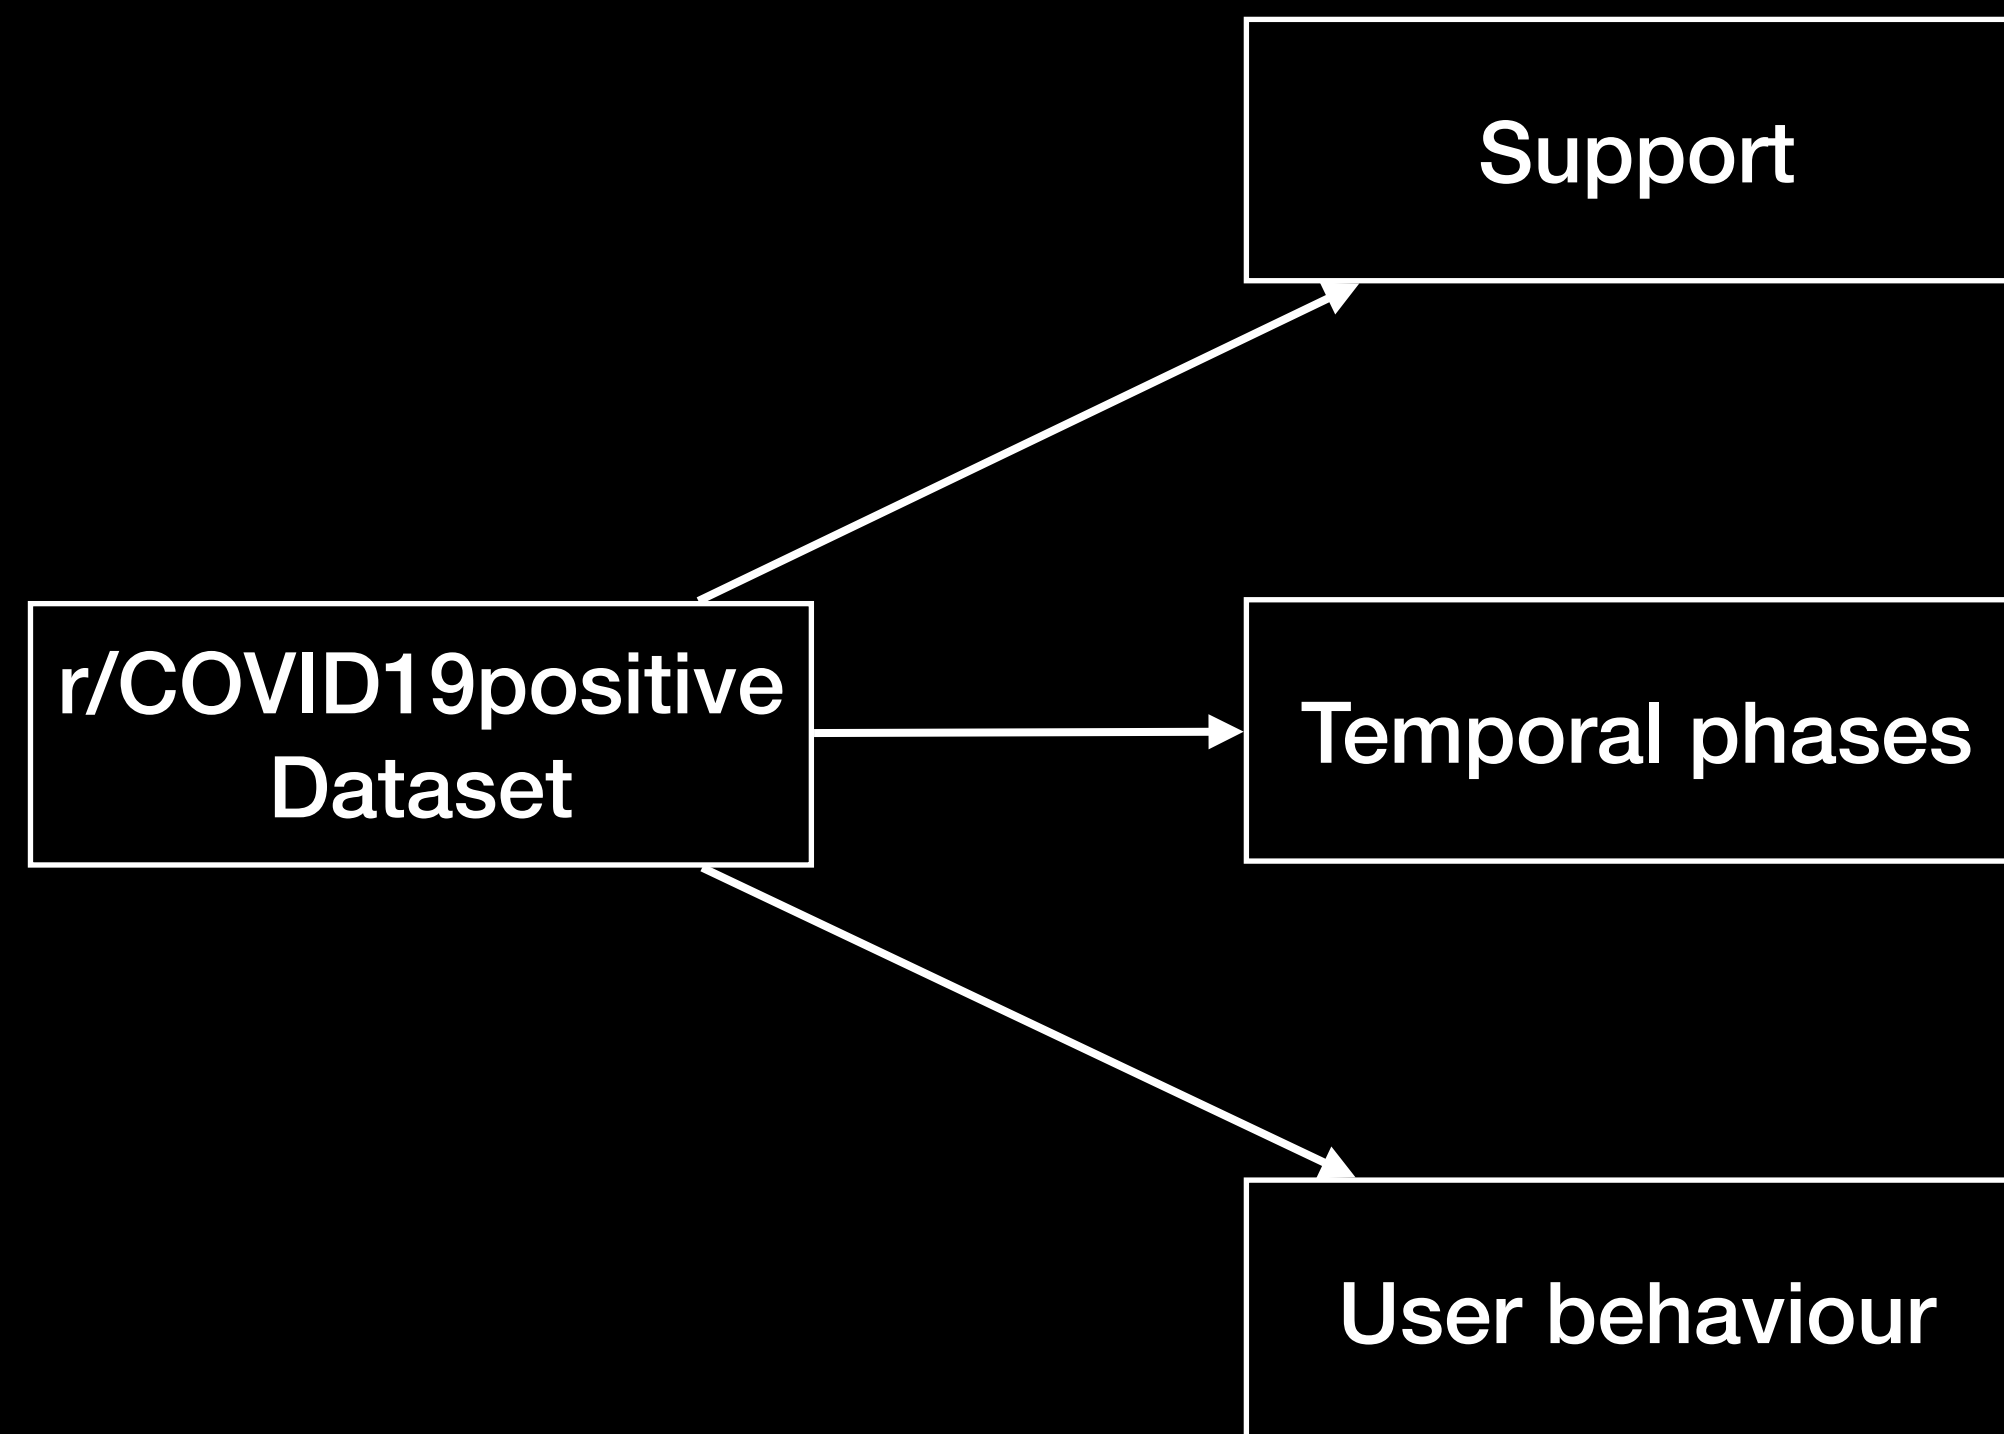 Support
r/COVID19positive
Dataset
Temporal phases
User behaviour